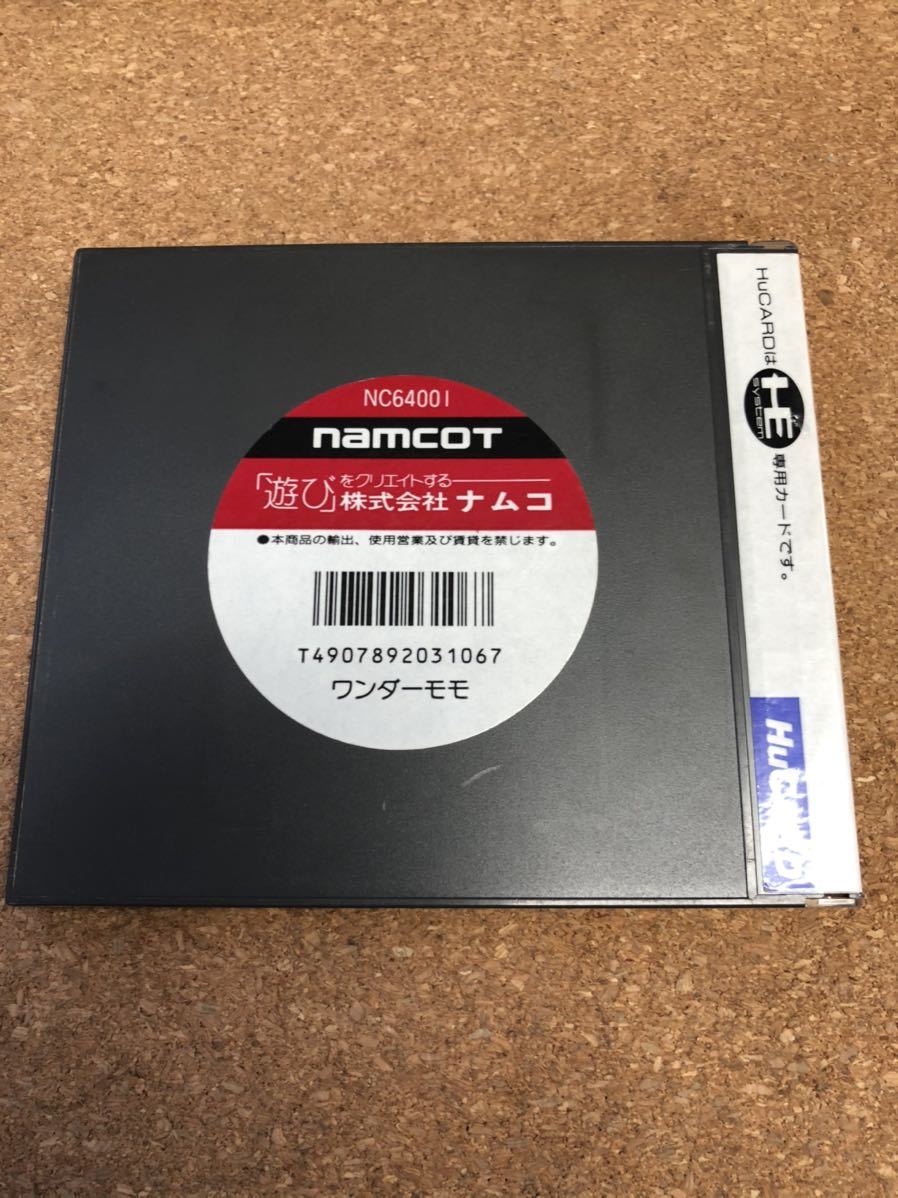 NC64001
namcot
「遊び」をクリエイトする
株式会社 ナムコ
●本商品の輸出、使用営業及び賃貸を禁じます。
T4907892031067
ワンダーモモ
HuCARDは HE system 専用カードです。
HuCARD